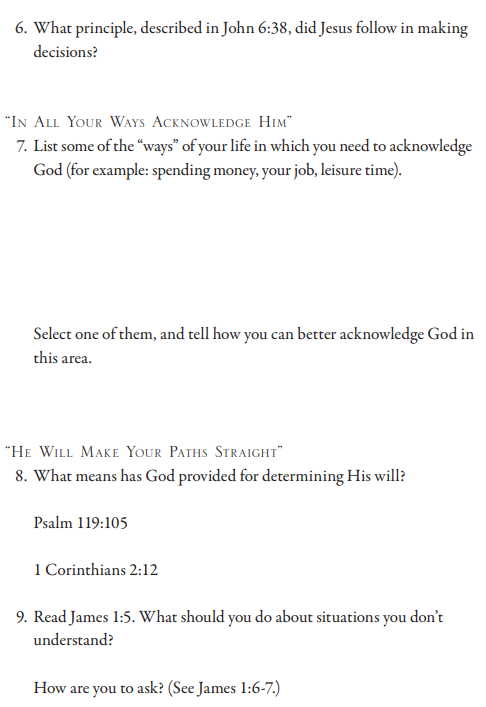 6. What principle, described in John 6:38, did Jesus follow in making
decisions?
“In All Your Ways Acknowledge Him”
7. List some of the “ways” of your life in which you need to acknowledge
God (for example: spending money, your job, leisure time).
Select one of them, and tell how you can better acknowledge God in
this area.
“He Will Make Your Paths Straight”
8. What means has God provided for determining His will?
Psalm 119:105
1 Corinthians 2:12
9. Read James 1:5. What should you do about situations you don’t
understand?
How are you to ask? (See James 1:6-7.)